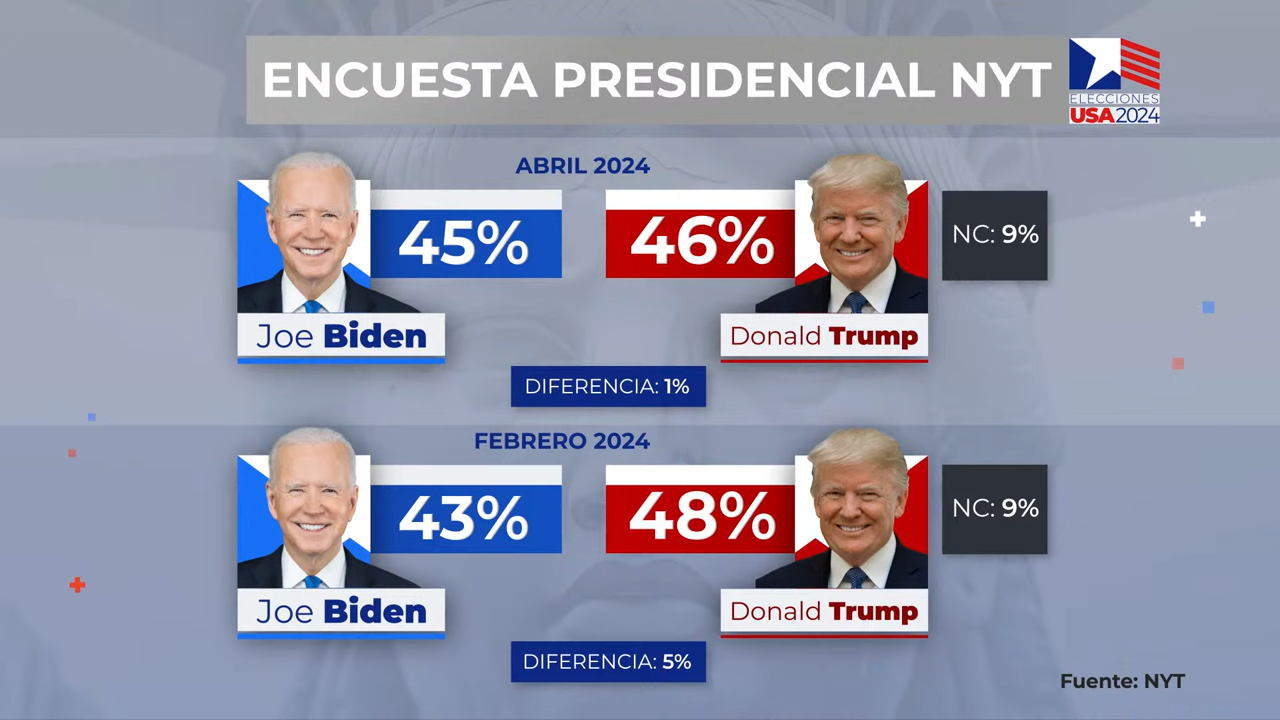 ENCUESTA PRESIDENCIAL NYT
ELECCIONES
USA2024
ABRIL 2024
45%
46%
NC: 9%
Joe Biden
Donald Trump
DIFERENCIA: 1%
FEBRERO 2024
43%
48%
NC: 9%
Joe Biden
Donald Trump
DIFERENCIA: 5%
Fuente: NYT